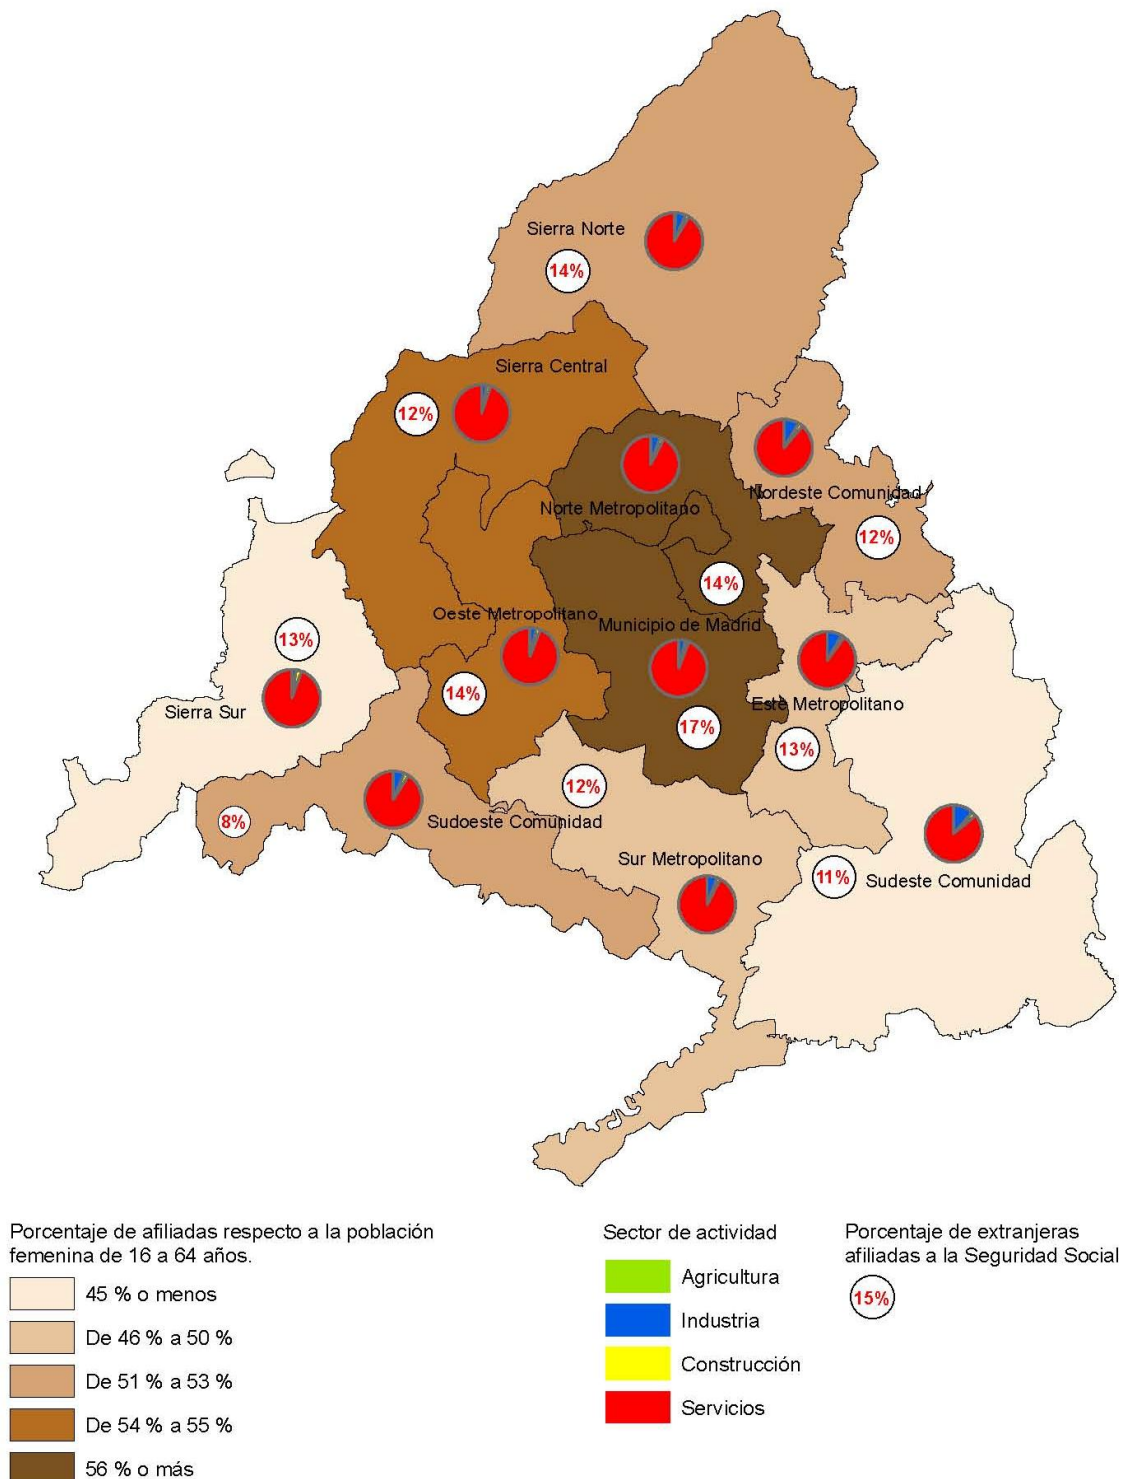 Sierra Norte
14%
Sierra Central
12%
Norte Metropolitano
Nordeste Comunidad
12%
14%
Oeste Metropolitano
Municipio de Madrid
13%
14%
Sierra Sur
Este Metropolitano
17%
13%
12%
8%
Sudoeste Comunidad
Sur Metropolitano
11%
Sudeste Comunidad
Porcentaje de afiliadas respecto a la población
femenina de 16 a 64 años.
45 % o menos
De 46 % a 50 %
De 51 % a 53 %
De 54 % a 55 %
56 % o más
Sector de actividad
Agricultura
Industria
Construcción
Servicios
Porcentaje de extranjeras
afiliadas a la Seguridad Social
15%